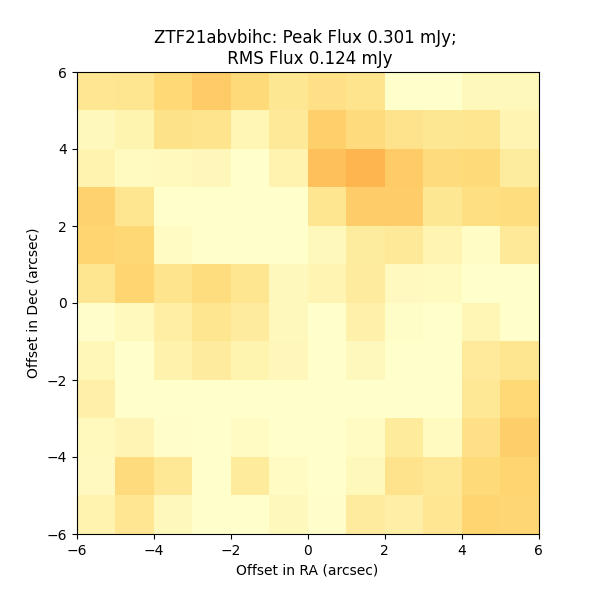 ZTF21abvbihc: Peak Flux 0.301 mJy;
RMS Flux 0.124 mJy
6
4
2
0
−2
−4
−6
Offset in Dec (arcsec)
−6 −4 −2 0 2 4 6
Offset in RA (arcsec)